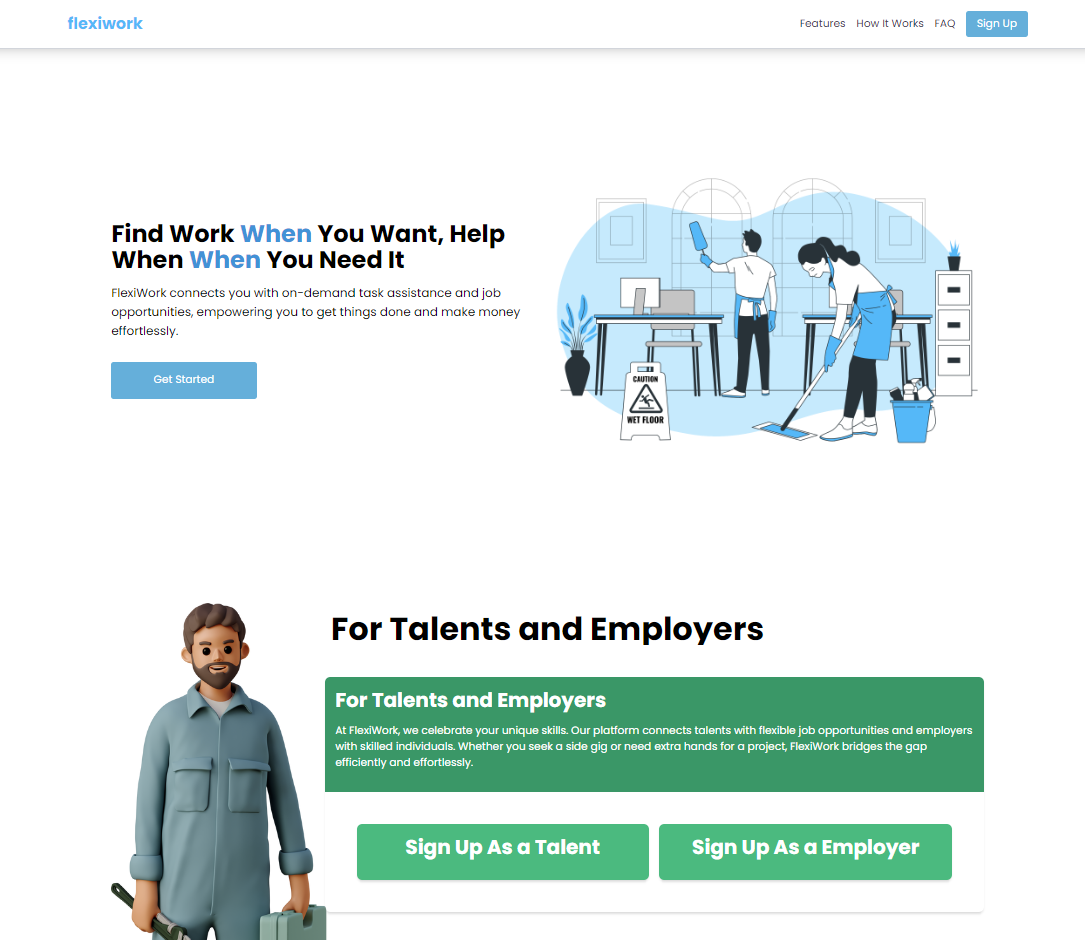 flexiwork
Features How It Works FAQ Sign Up
Find Work When You Want, Help
When When You Need It
FlexiWork connects you with on-demand task assistance and job
opportunities, empowering you to get things done and make money
effortlessly.
Get Started
CAUTION
WET FLOOR
For Talents and Employers
For Talents and Employers
At FlexiWork, we celebrate your unique skills. Our platform connects talents with flexible job opportunities and employers
with skilled individuals. Whether you seek a side gig or need extra hands for a project, FlexiWork bridges the gap
efficiently and effortlessly.
Sign Up As a Talent
Sign Up As a Employer